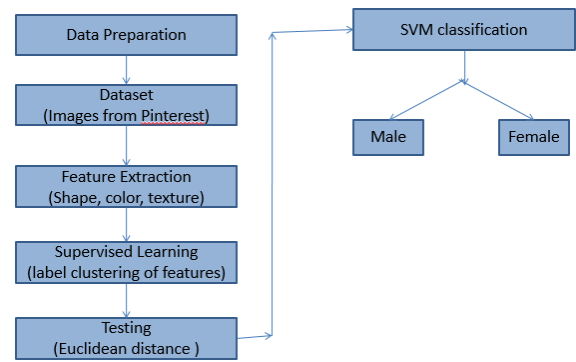 Data Preparation
Dataset
(Images from Pinterest)
Feature Extraction
(Shape, color, texture)
Supervised Learning
(label clustering of features)
Testing
(Euclidean distance )
SVM classification
Male
Female